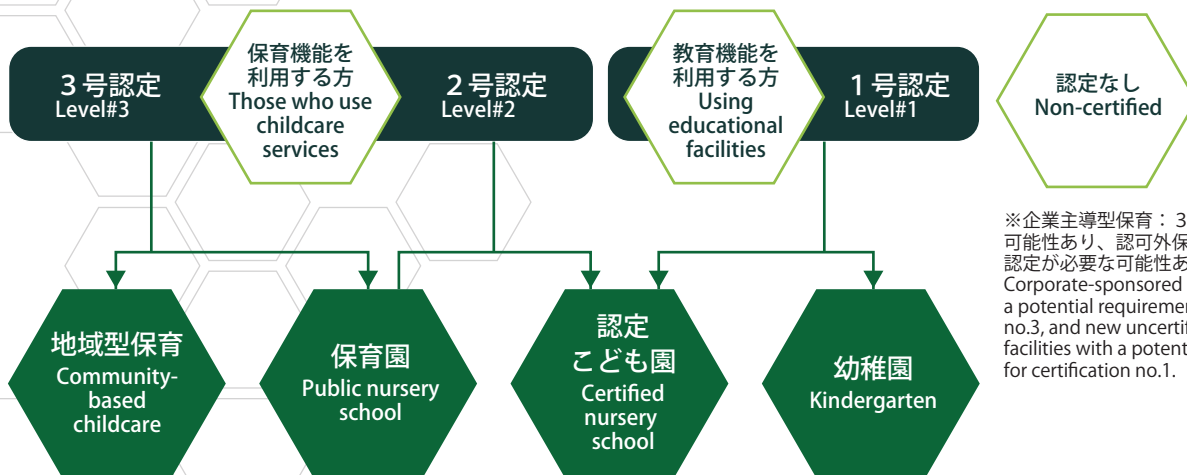 3号認定
Level#3
保育機能を
利用する方
Those who use
childcare
services
2号認定
Level#2
教育機能を
利用する方
Using
educational
facilities
1号認定
Level#1
認定なし
Non-certified
※企業主導型保育：3
可能性あり、認可外保
認定が必要な可能性あ
Corporate-sponsored
a potential requireme
no.3, and new uncertif
facilities with a potent
for certification no.1.
地域型保育
Community-
based
childcare
保育園
Public nursery
school
認定
こども園
Certified
nursery
school
幼稚園
Kindergarten